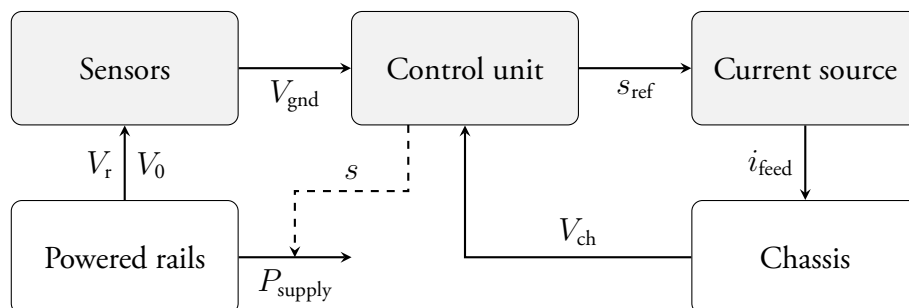 Sensors
V_gnd
Control unit
s_ref
Current source
V_r V_0
s
i_feed
Powered rails
P_supply
V_ch
Chassis